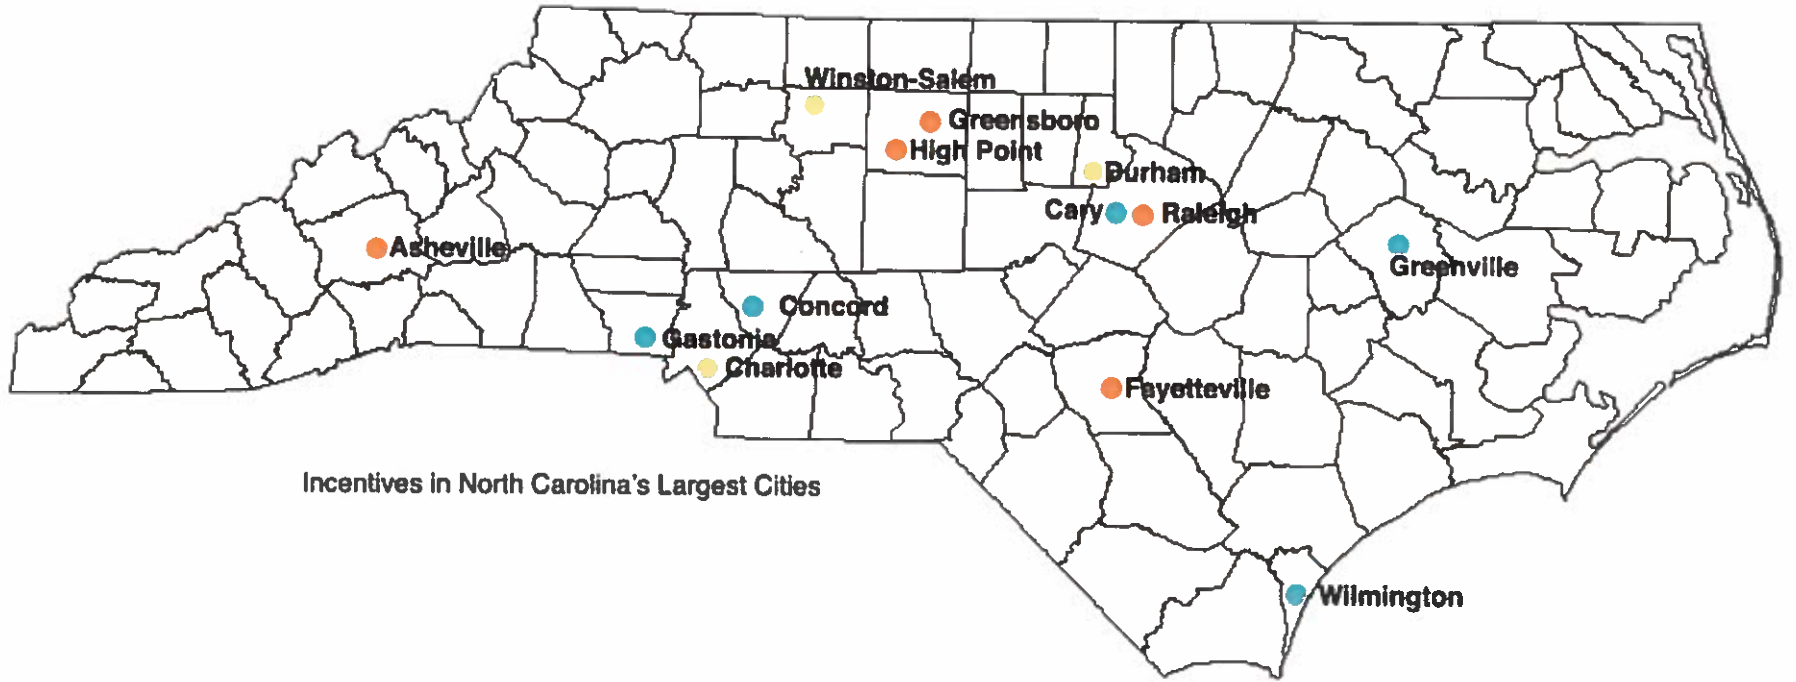 Winston-Salem
Greensboro
High Point
Durham
Cary
Raleigh
Asheville
Greenville
Concord
Gastonia
Charlotte
Fayetteville
Incentives in North Carolina's Largest Cities
Wilmington